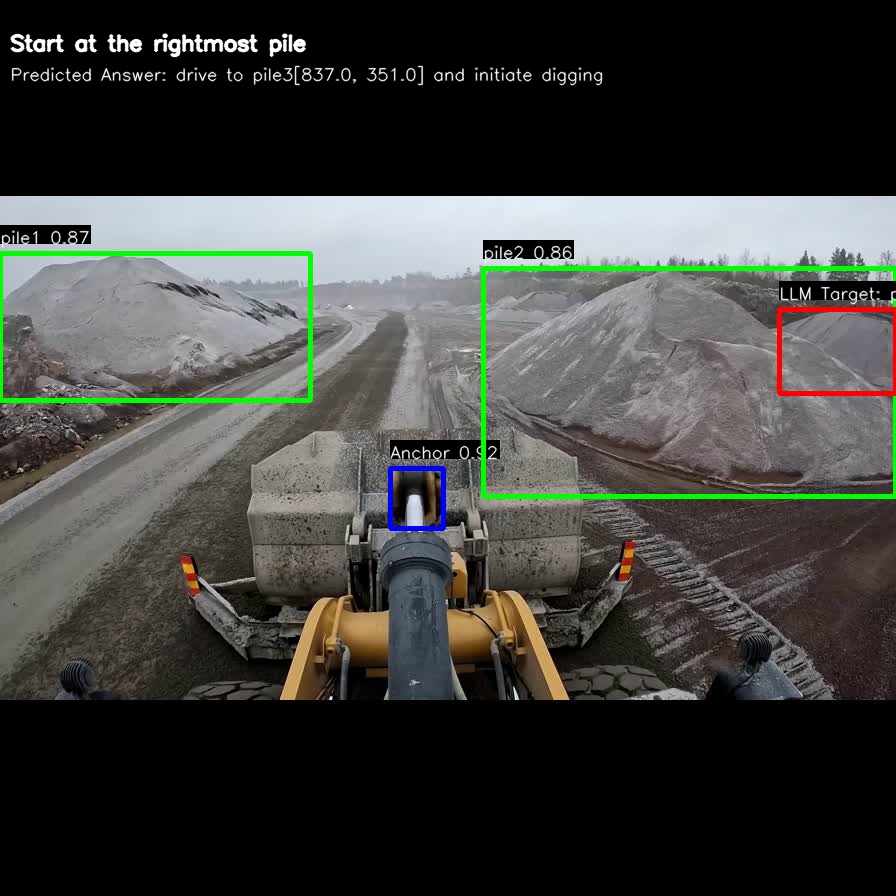 Start at the rightmost pile
Predicted Answer: drive to pile3[837.0, 351.0] and initiate digging
pile1 0.87
pile2 0.86
LLM Target: p
Anchor 0.92